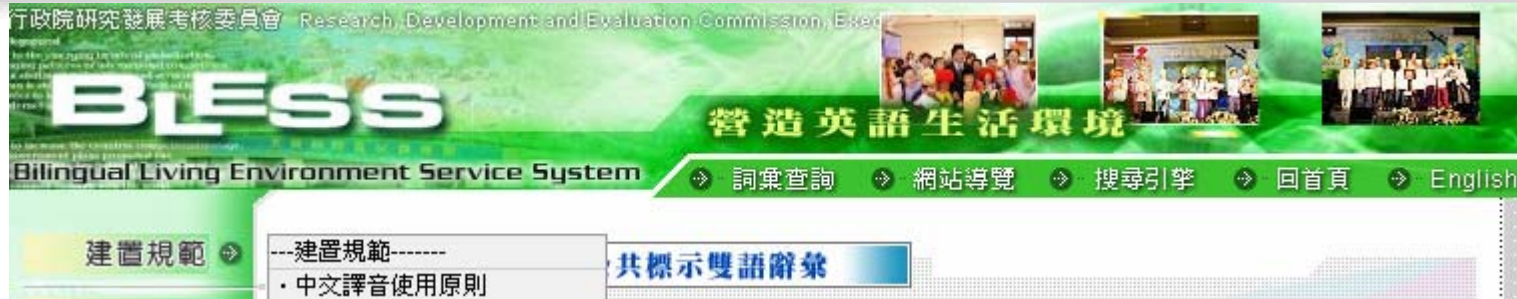 行政院研究發展考核委員會 Research, Development and Evaluation Commission,
BLESS
營造英語生活環境
Bilingual Living Environment Service System
詞彙查詢 網站導覽 搜尋引擎 回首頁 English
建置規範
---建置規範-------
共標示雙語辭彙
・中文譯音使用原則